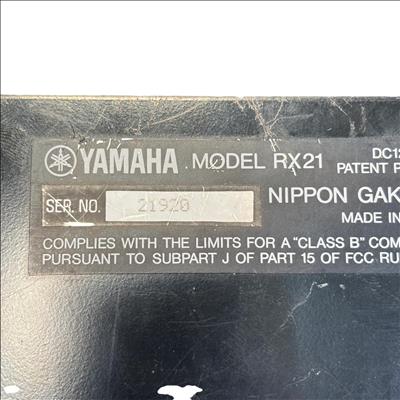 YAMAHA MODEL RX21 DC12
PATENT P
SER. NO. 21920 NIPPON GAK
MADE IN
COMPLIES WITH THE LIMITS FOR A "CLASS B" COM
PURSUANT TO SUBPART J OF PART 15 OF FCC RU